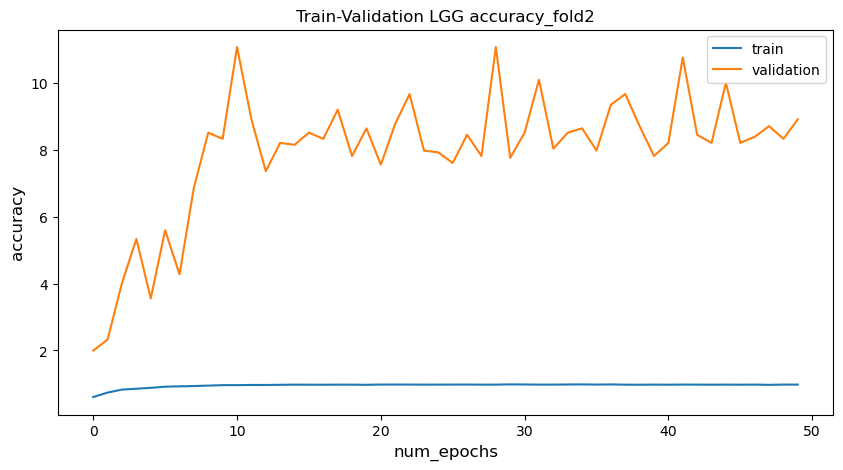 Train-Validation LGG accuracy_fold2
train
validation
accuracy
10
8
6
4
2
0
10
20
30
40
50
num_epochs